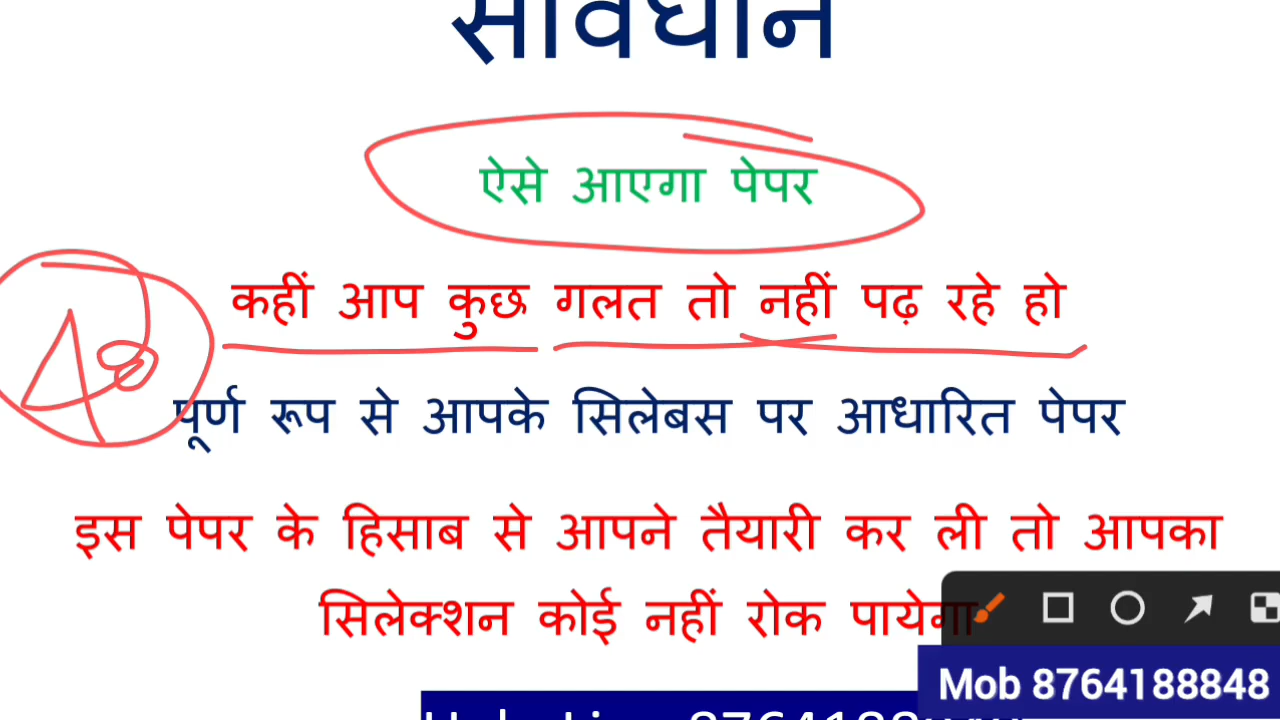 सावधान
ऐसे आएगा पेपर
कहीं आप कुछ गलत तो नहीं पढ़ रहे हो
पूर्ण रूप से आपके सिलेबस पर आधारित पेपर
इस पेपर के हिसाब से आपने तैयारी कर ली तो आपका
सिलेक्शन कोई नहीं रोक पायेगा
Mob 8764188848